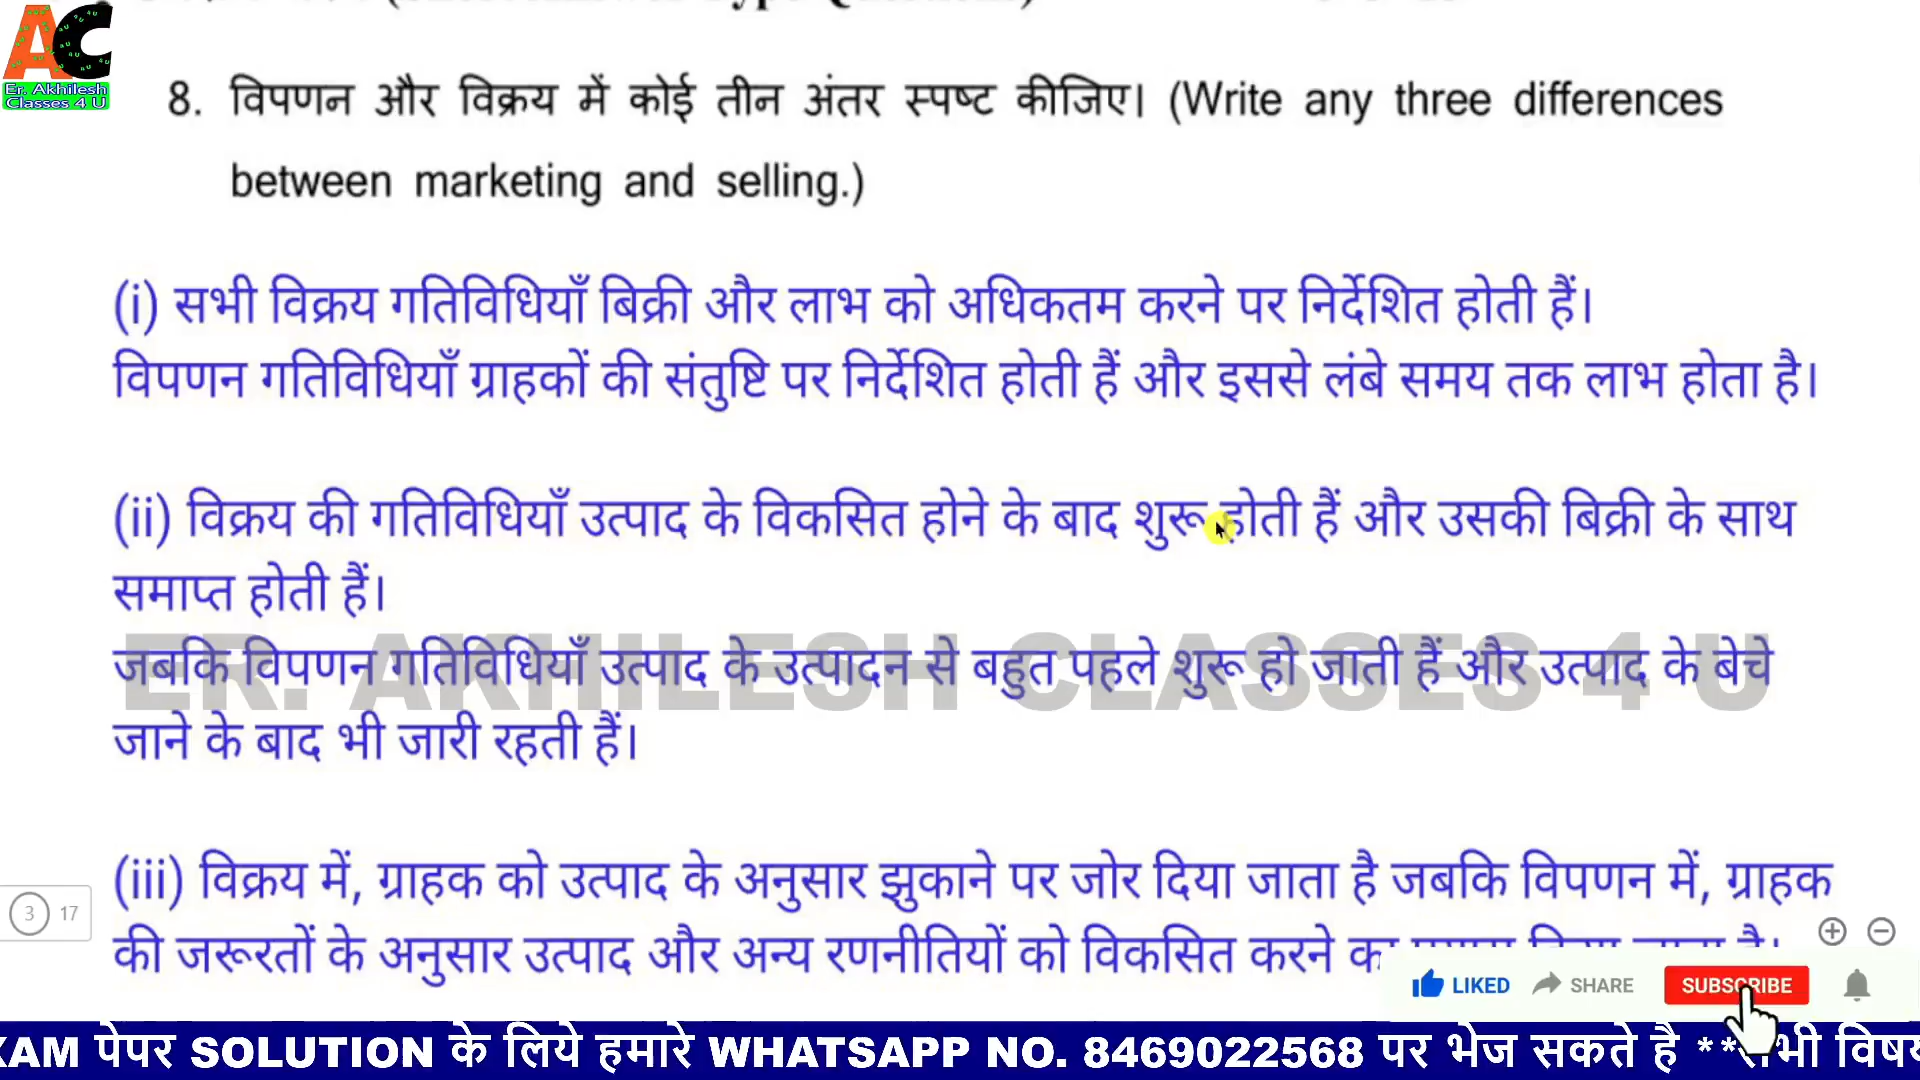 AC
Er. Akhilesh
Classes 4 U
8. विपणन और विक्रय में कोई तीन अंतर स्पष्ट कीजिए। (Write any three differences
between marketing and selling.)
(i) सभी विक्रय गतिविधियाँ बिक्री और लाभ को अधिकतम करने पर निर्देशित होती हैं।
विपणन गतिविधियाँ ग्राहकों की संतुष्टि पर निर्देशित होती हैं और इससे लंबे समय तक लाभ होता है।
(ii) विक्रय की गतिविधियाँ उत्पाद के विकसित होने के बाद शुरू होती हैं और उसकी बिक्री के साथ
समाप्त होती हैं।
ER. AKHILESH CLASSES 4 U
जबकि विपणन गतिविधियाँ उत्पाद के उत्पादन से बहुत पहले शुरू हो जाती हैं और उत्पाद के बेचे
जाने के बाद भी जारी रहती हैं।
(iii) विक्रय में, ग्राहक को उत्पाद के अनुसार झुकाने पर जोर दिया जाता है जबकि विपणन में, ग्राहक
3 17
की जरूरतों के अनुसार उत्पाद और अन्य रणनीतियों को विकसित करने का
LIKED SHARE SUBSCRIBE
XAM पेपर SOLUTION के लिये हमारे WHATSAPP NO. 8469022568 पर भेज सकते है **सभी विषय